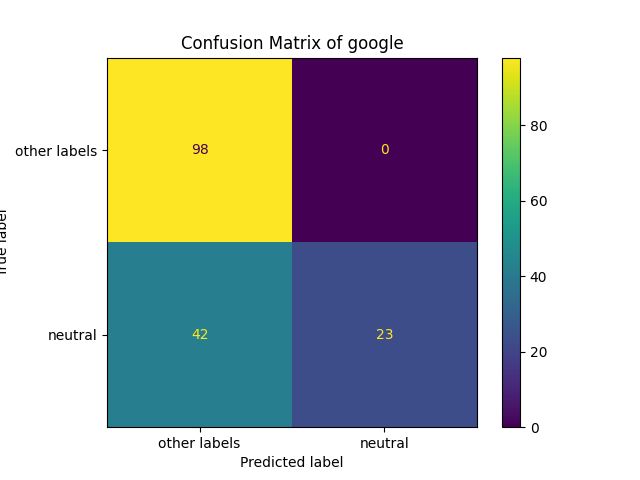 Confusion Matrix of google
other labels
98
0
80
60
40
neutral
42
23
20
0
other labels
neutral
Predicted label
True label